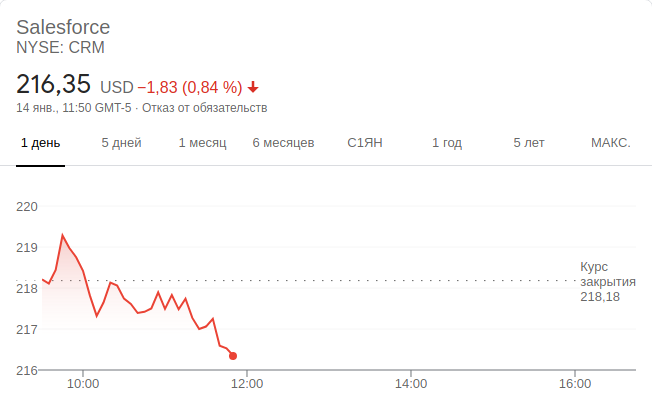 Salesforce
NYSE: CRM
216,35 USD −1,83 (0,84 %)
14 янв., 11:50 GMT-5 · Отказ от обязательств
1 день 5 дней 1 месяц 6 месяцев С1ЯН 1 год 5 лет МАКС.
220
219
218
217
216
Курс
закрытия
218,18
10:00 12:00 14:00 16:00